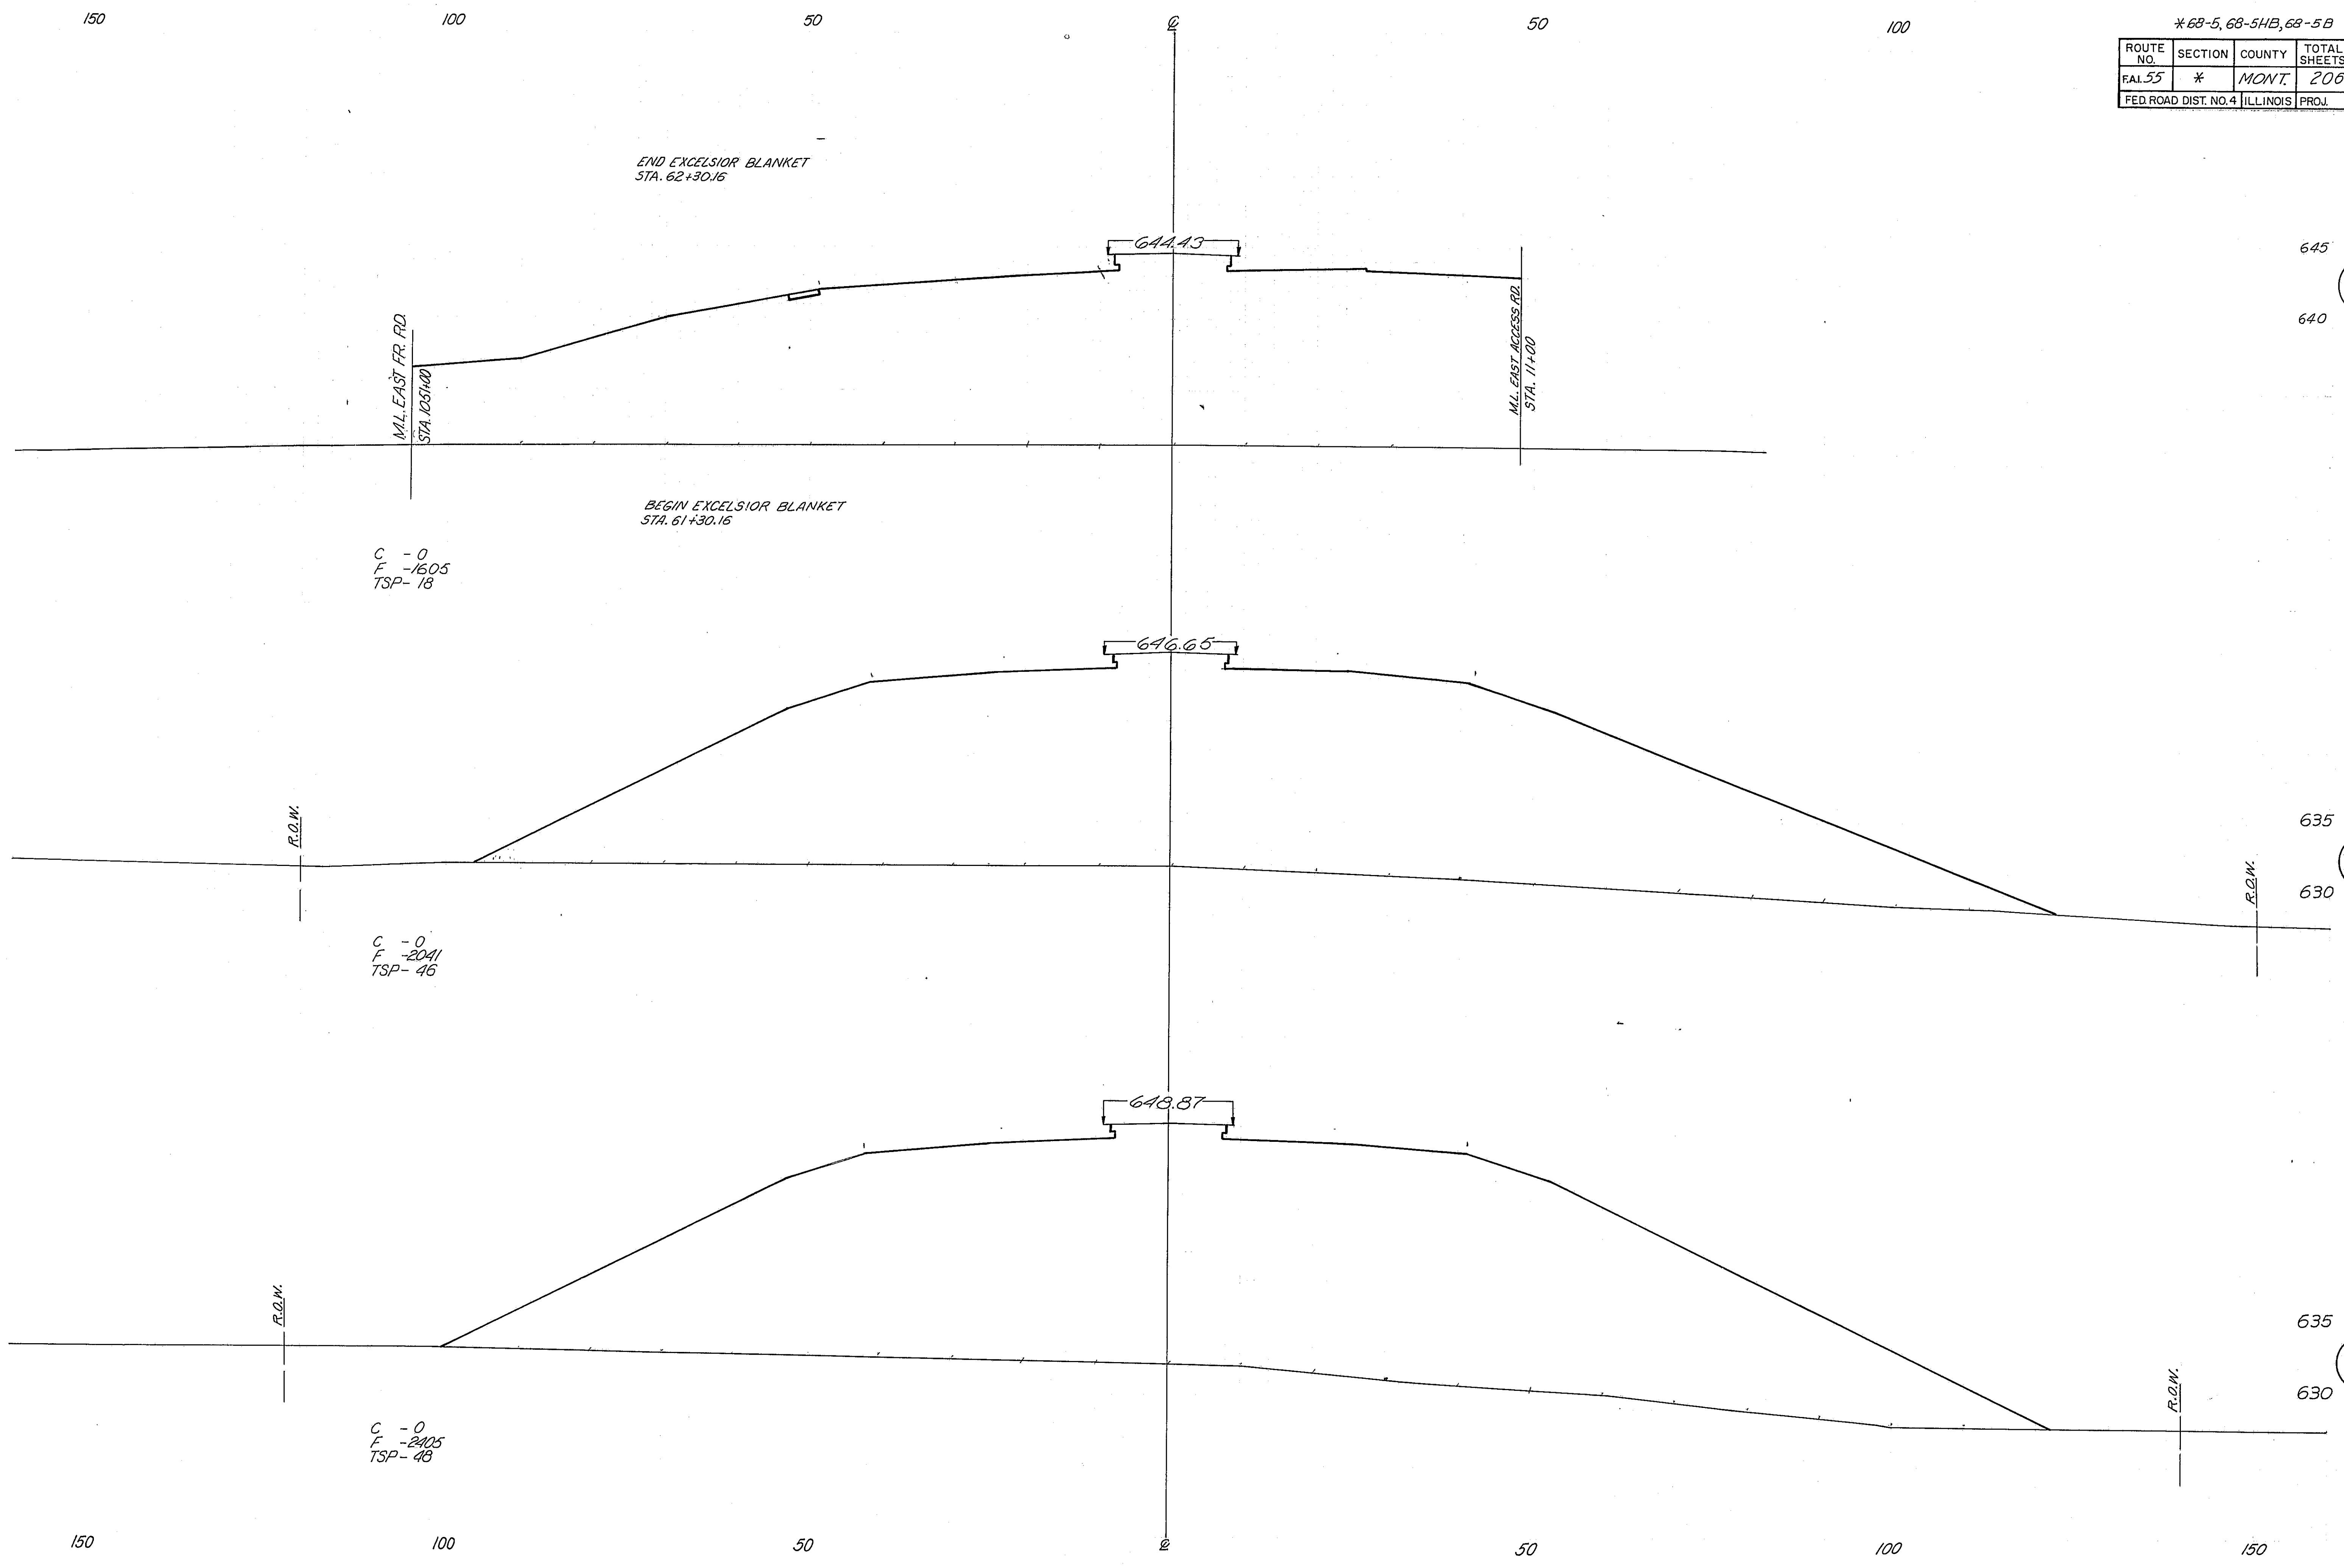 150 100 50 ℄ 50 100
*68-5, 68-5HB, 68-5B
ROUTE NO. SECTION COUNTY TOTAL SHEETS
F.A.I. 55 * MONT. 206
FED. ROAD DIST. NO. 4 ILLINOIS PROJ.
END EXCELSIOR BLANKET
STA. 62+30.16
644.43
645
640
M.L. EAST FR. RD.
STA. 1051+00
M.L. EAST ACCESS RD.
STA. 11+00
BEGIN EXCELSIOR BLANKET
STA. 61+30.16
C - 0
F -1605
TSP- 18
646.65
R.O.W.
635
630
R.O.W.
C - 0
F -2041
TSP- 46
648.87
R.O.W.
635
630
R.O.W.
C - 0
F -2405
TSP- 48
150 100 50 ℄ 50 100 150